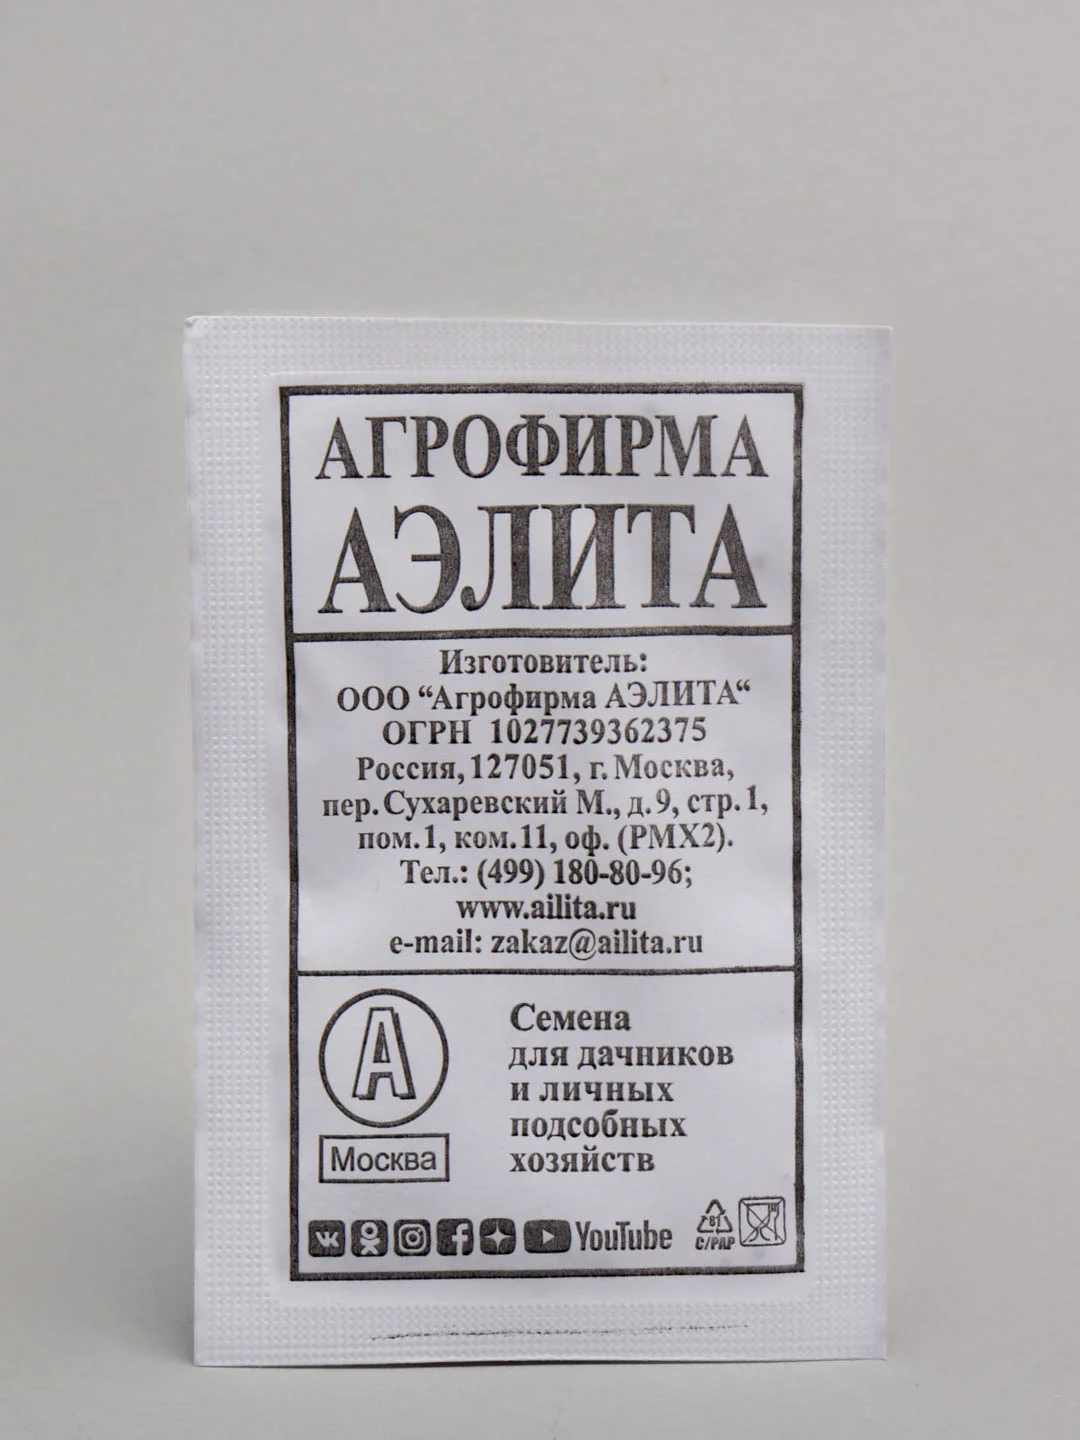 АГРОФИРМА
АЭЛИТА
Изготовитель:
ООО “Агрофирма АЭЛИТА“
ОГРН 1027739362375
Россия, 127051, г. Москва,
пер. Сухаревский М., д. 9, стр. 1,
пом. 1, ком. 11, оф. (РМХ2).
Тел.: (499) 180-80-96;
www.ailita.ru
e-mail: zakaz@ailita.ru
А
Москва
Семена
для дачников
и личных
подсобных
хозяйств
YouTube
81
C/PAP